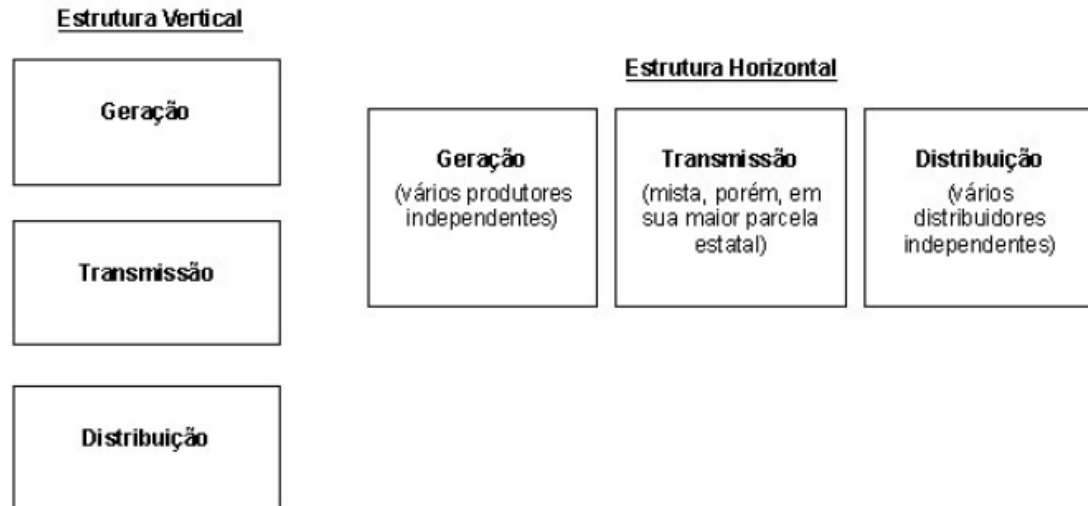 Estrutura Vertical
Geração
Transmissão
Distribuição
Estrutura Horizontal
Geração
(vários produtores
independentes)
Transmissão
(mista, porém, em
sua maior parcela
estatal)
Distribuição
(vários
distribuidores
independentes)